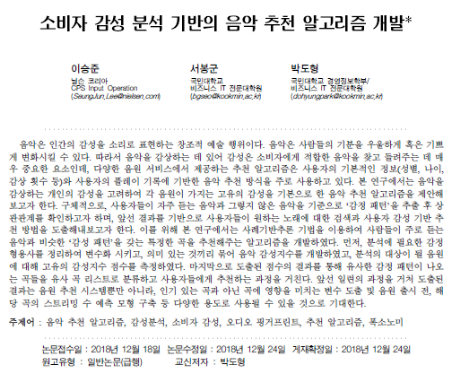 소비자 감성 분석 기반의 음악 추천 알고리즘 개발*
이승준 서봉군 박도형
닐슨 코리아 국민대학교 국민대학교 경영정보학부/
CPS Input Operation 비즈니스 IT 전문대학원 비즈니스 IT 전문대학원
(SeungJun.Lee@nielsen.com) (bgseo@kookmin.ac.kr) (dohyungpark@kookmin.ac.kr)
음악은 인간의 감성을 소리로 표현하는 창조적 예술 행위이다. 음악은 사람들의 기분을 우울하게 혹은 기쁘
게 변화시킬 수 있다. 따라서 음악을 감상하는 데 있어 감성은 소비자에게 적합한 음악을 찾고 들려주는 데 매
우 중요한 요소인데, 다양한 음원 서비스에서 제공하는 추천 알고리즘은 사용자의 기본적인 정보(성별, 나이,
감상 횟수 등)와 사용자의 플레이 기록에 기반한 음악 추천 방식을 주로 사용하고 있다. 본 연구에서는 음악을
감상하는 개인의 감성을 고려하여 각 음원이 가지는 고유의 감성을 기본으로 한 음악 추천 알고리즘을 제안해
보고자 한다. 구체적으로, 사용자들이 자주 듣는 음악과 그렇지 않은 음악을 기준으로 '감정 패턴'을 추출 후 상
관관계를 확인하고자 하며, 앞선 결과를 기반으로 사용자들이 원하는 노래에 대한 검색과 사용자 감성 기반 추
천 방법을 도출해내보고자 한다. 이를 위해 본 연구에서는 사례기반추론 기법을 이용하여 사람들이 주로 듣는
음악과 비슷한 '감정 패턴'을 갖는 특정한 곡을 추천해주는 알고리즘을 개발하였다. 먼저, 분석에 필요한 감정
형용사를 정리하여 변수화 시키고, 의미 있는 것끼리 묶어 음악 감성지수를 개발하였고, 분석의 대상이 될 음원
에 대해 고유의 감성지수 점수를 측정하였다. 마지막으로 도출된 점수의 결과를 통해 유사한 감정 패턴이 나오
는 곡들을 유사 곡 리스트로 분류하고 사용자들에게 추천하는 과정을 거친다. 앞선 일련의 과정을 거쳐 도출된
결과는 음원 추천 시스템뿐만 아니라, 인기 있는 곡과 아닌 곡에 영향을 미치는 변수 도출 및 음원 출시 전, 해
당 곡의 스트리밍 수 예측 모형 구축 등 다양한 용도로 사용될 수 있을 것으로 기대한다.
주제어 : 음악 추천 알고리즘, 감성분석, 소비자 감성, 오디오 핑거프린트, 추천 알고리즘, 폭소노미
논문접수일 : 2018년 12월 18일 논문수정일 : 2018년 12월 24일 게재확정일 : 2018년 12월 24일
원고유형 : 일반논문(급행) 교신저자 : 박도형